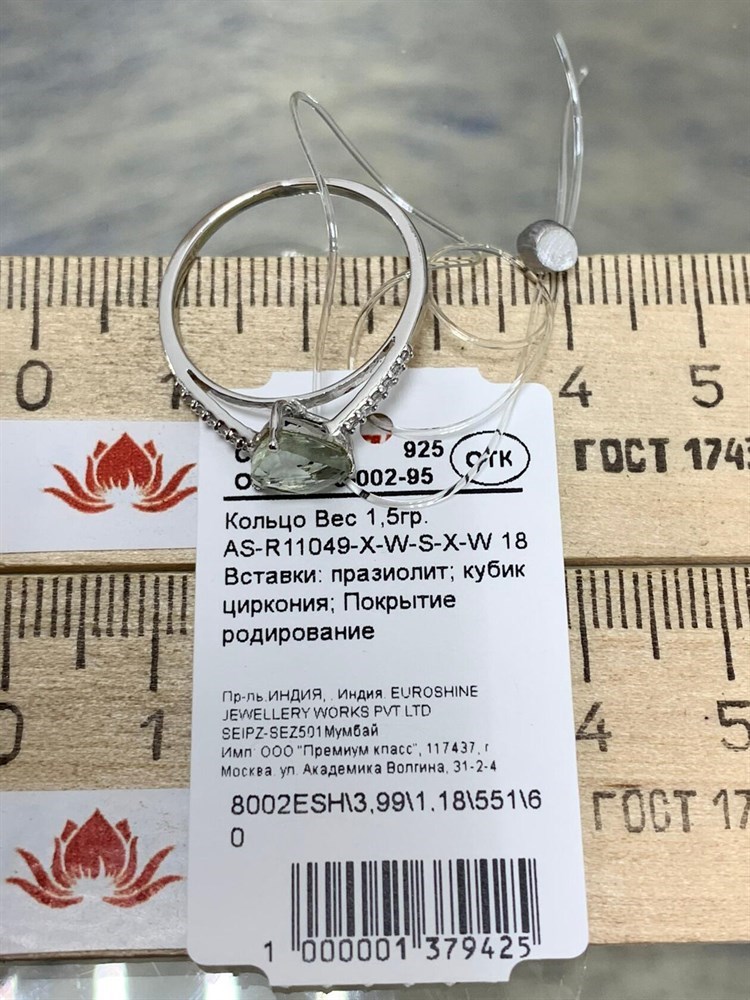 0 1 4 5
925 ОТК
002-95
ГОСТ 174
Кольцо Вес 1,5гр.
AS-R11049-X-W-S-X-W 18
Вставки: празиолит; кубик
циркония; Покрытие
родирование
Пр-ль.ИНДИЯ, . Индия. EUROSHINE
JEWELLERY WORKS PVT LTD
SEIPZ-SEZ501Мумбай
Имп. ООО "Премиум класс", 117437, г
Москва. ул. Академика Волгина, 31-2-4
0 1 4 5
8002ESH\3,99\1.18\551\6
0
ГОСТ 17
1 000001 379425